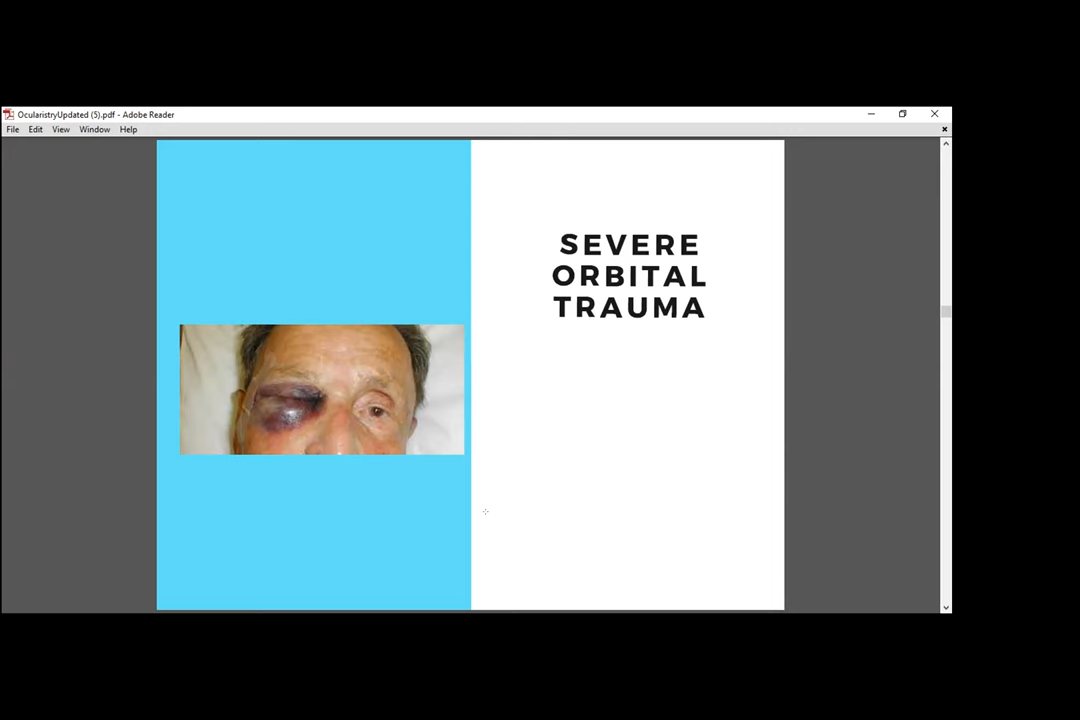 OcularistryUpdated (5).pdf - Adobe Reader
File Edit View Window Help
SEVERE
ORBITAL
TRAUMA